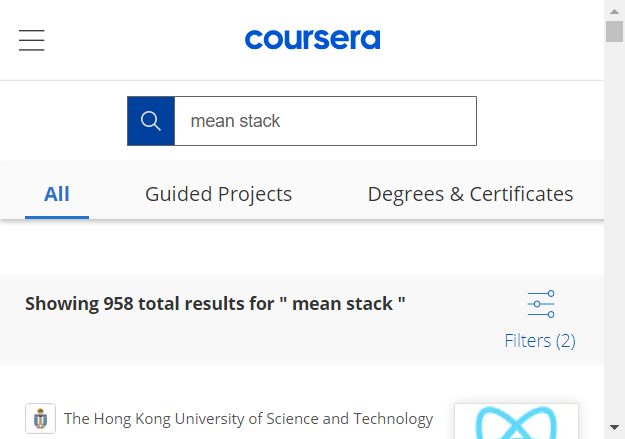 coursera
mean stack
All Guided Projects Degrees & Certificates
Showing 958 total results for " mean stack "
Filters (2)
The Hong Kong University of Science and Technology